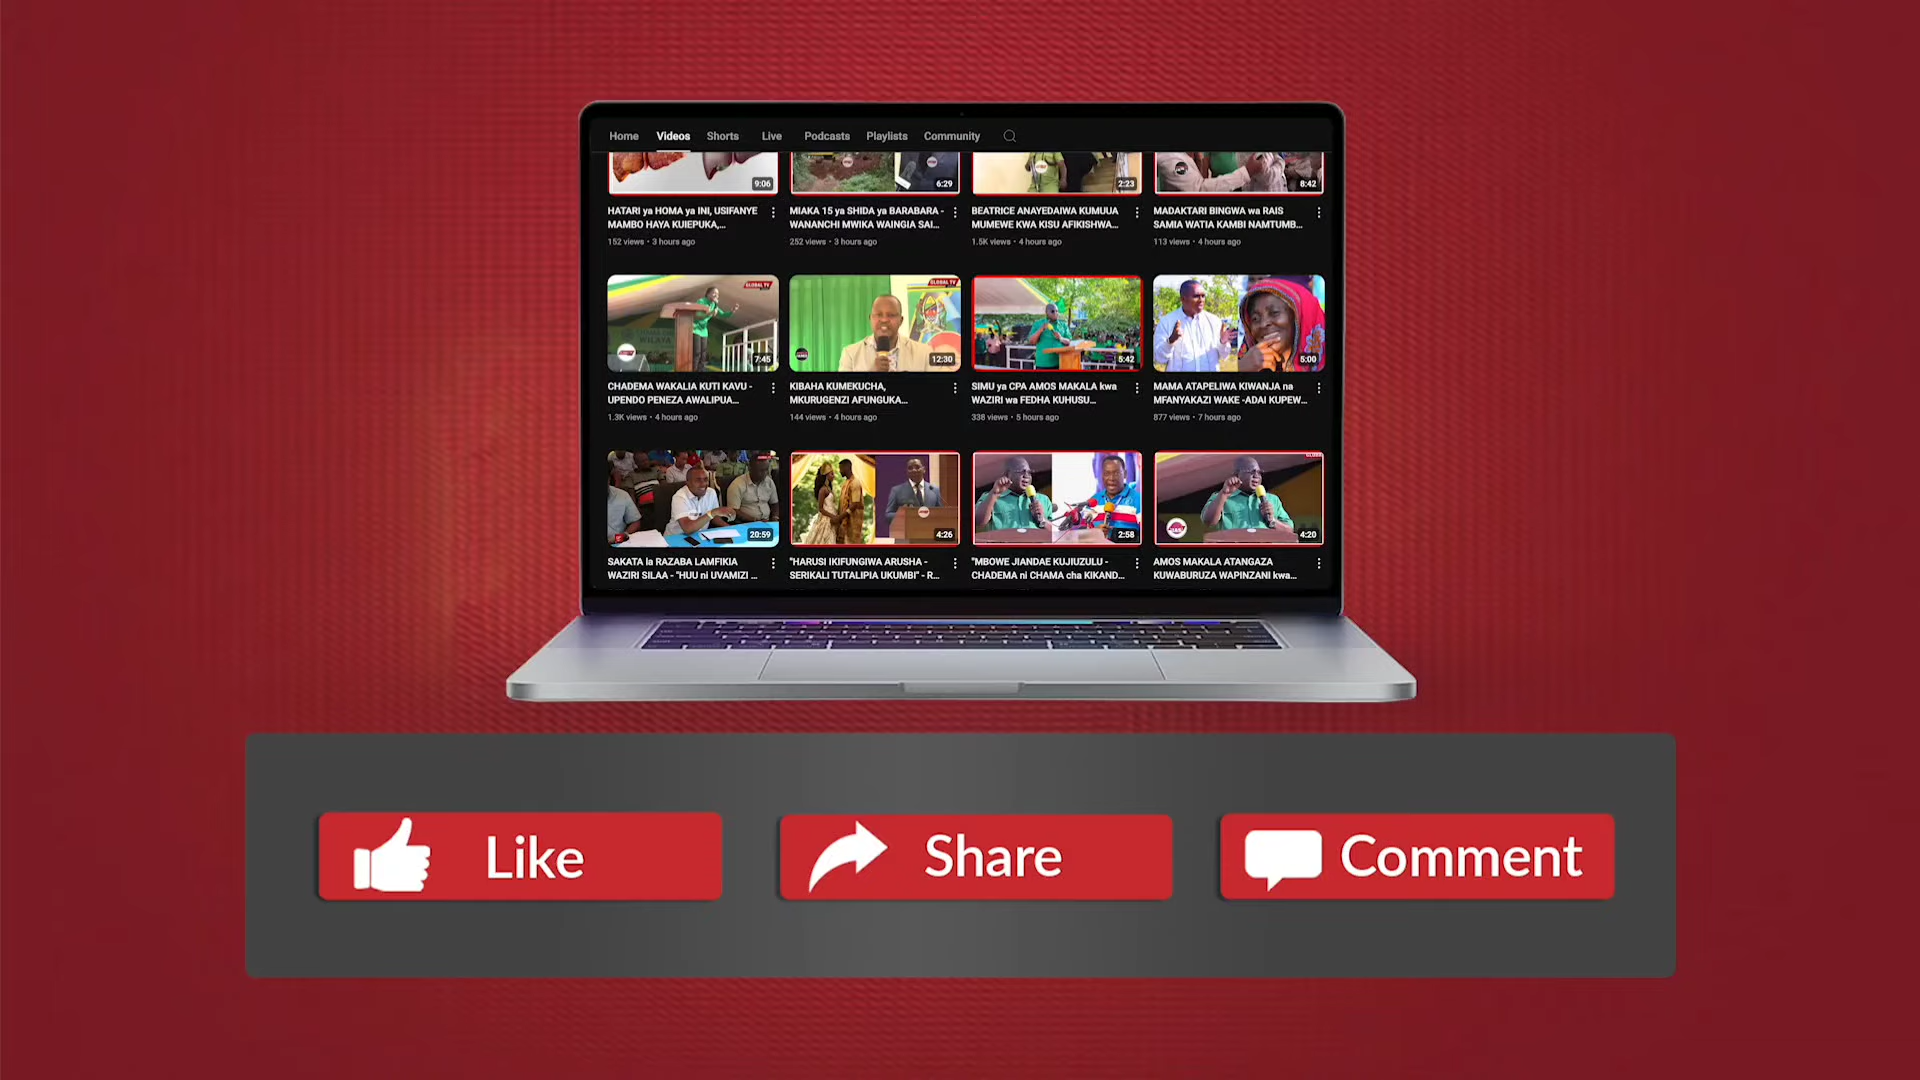 Home Videos Shorts Live Podcasts Playlists Community
9:06 6:29 2:23 8:42
HATARI ya HOMA ya INI, USIFANYE
MAMBO HAYA KUIEPUKA,...
152 views • 3 hours ago
MIAKA 15 ya SHIDA ya BARABARA -
WANANCHI MWIKA WAINGIA SAI...
252 views • 3 hours ago
BEATRICE ANAYEDAIWA KUMUUA
MUMEWE KWA KISU AFIKISHWA...
1.5K views • 4 hours ago
MADAKTARI BINGWA wa RAIS
SAMIA WATIA KAMBI NAMTUMB...
113 views • 4 hours ago
GLOBAL TV
7:45
GLOBAL TV
12:30
5:42
5:00
CHADEMA WAKALIA KUTI KAVU -
UPENDO PENEZA AWALIPUA...
1.3K views • 4 hours ago
KIBAHA KUMEKUCHA,
MKURUGENZI AFUNGUKA...
144 views • 4 hours ago
SIMU ya CPA AMOS MAKALA kwa
WAZIRI wa FEDHA KUHUSU...
338 views • 5 hours ago
MAMA ATAPELIWA KIWANJA na
MFANYAKAZI WAKE -ADAI KUPEW...
877 views • 7 hours ago
20:59 4:26 2:58 4:20
SAKATA la RAZABA LAMFIKIA
WAZIRI SILAA - "HUU ni UVAMIZI ...
"HARUSI IKIFUNGIWA ARUSHA -
SERIKALI TUTALIPIA UKUMBI" - R...
"MBOWE JIANDAE KUJIUZULU -
CHADEMA ni CHAMA cha KIKAND...
AMOS MAKALA ATANGAZA
KUWABURUZA WAPINZANI kwa...
Like
Share
Comment